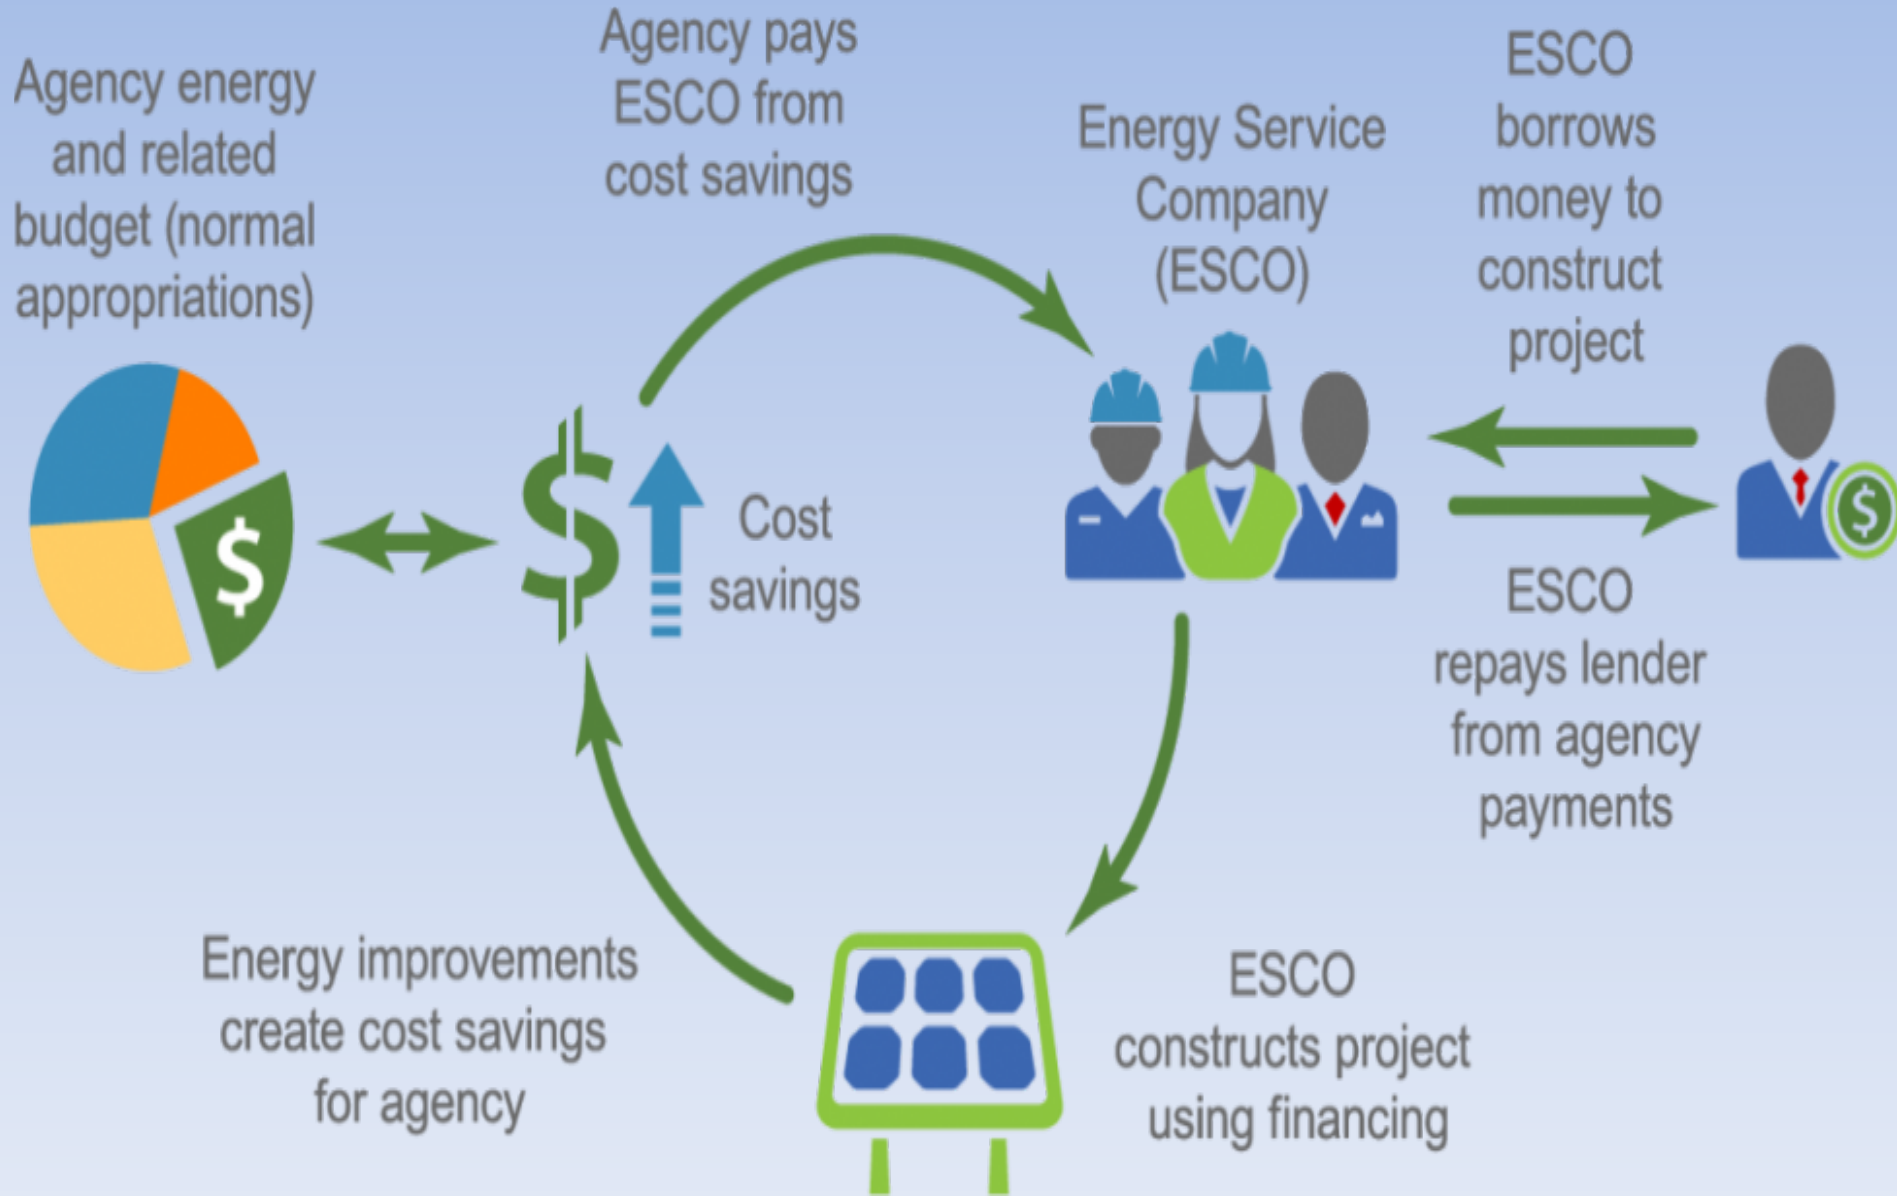 Agency energy
and related
budget (normal
appropriations)
$
Agency pays
ESCO from
cost savings
$
Cost
savings
Energy Service
Company
(ESCO)
ESCO
borrows
money to
construct
project
$
ESCO
repays lender
from agency
payments
Energy improvements
create cost savings
for agency
ESCO
constructs project
using financing